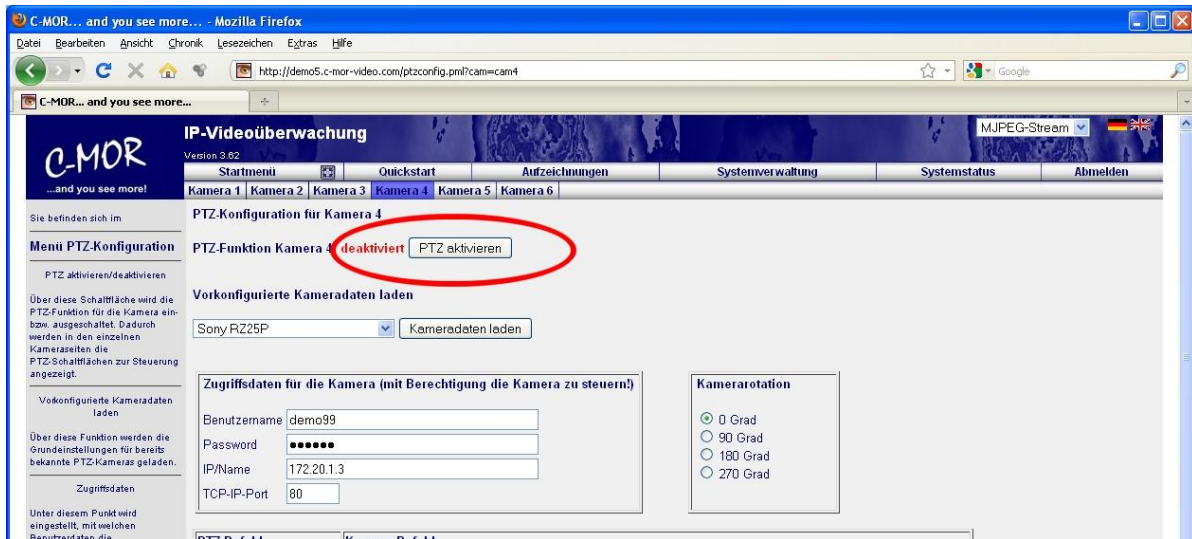 C-MOR... and you see more... - Mozilla Firefox
Datei Bearbeiten Ansicht Chronik Lesezeichen Extras Hilfe
http://demo5.c-mor-video.com/ptzconfig.pml?cam=cam4
Google
C-MOR... and you see more...
C-MOR
...and you see more!
IP-Videoüberwachung
Version 3.62
MJPEG-Stream
Startmenü Quickstart Aufzeichnungen Systemverwaltung Systemstatus Abmelden
Kamera 1 Kamera 2 Kamera 3 Kamera 4 Kamera 5 Kamera 6
Sie befinden sich im
Menü PTZ-Konfiguration
PTZ aktivieren/deaktivieren
Über diese Schaltfläche wird die
PTZ-Funktion für die Kamera ein-
bzw. ausgeschaltet. Dadurch
werden in den einzelnen
Kameraseiten die
PTZ-Schaltflächen zur Steuerung
angezeigt.
Vorkonfigurierte Kameradaten
laden
Über diese Funktion werden die
Grundeinstellungen für bereits
bekannte PTZ-Kameras geladen.
Zugriffsdaten
Unter diesem Punkt wird
eingestellt, mit welchen
Benutzerdaten die
PTZ-Konfiguration für Kamera 4
PTZ-Funktion Kamera 4 deaktiviert PTZ aktivieren
Vorkonfigurierte Kameradaten laden
Sony RZ25P Kameradaten laden
Zugriffsdaten für die Kamera (mit Berechtigung die Kamera zu steuern!)
Benutzername demo99
Password ●●●●●●
IP/Name 172.20.1.3
TCP-IP-Port 80
Kamerarotation
0 Grad
90 Grad
180 Grad
270 Grad